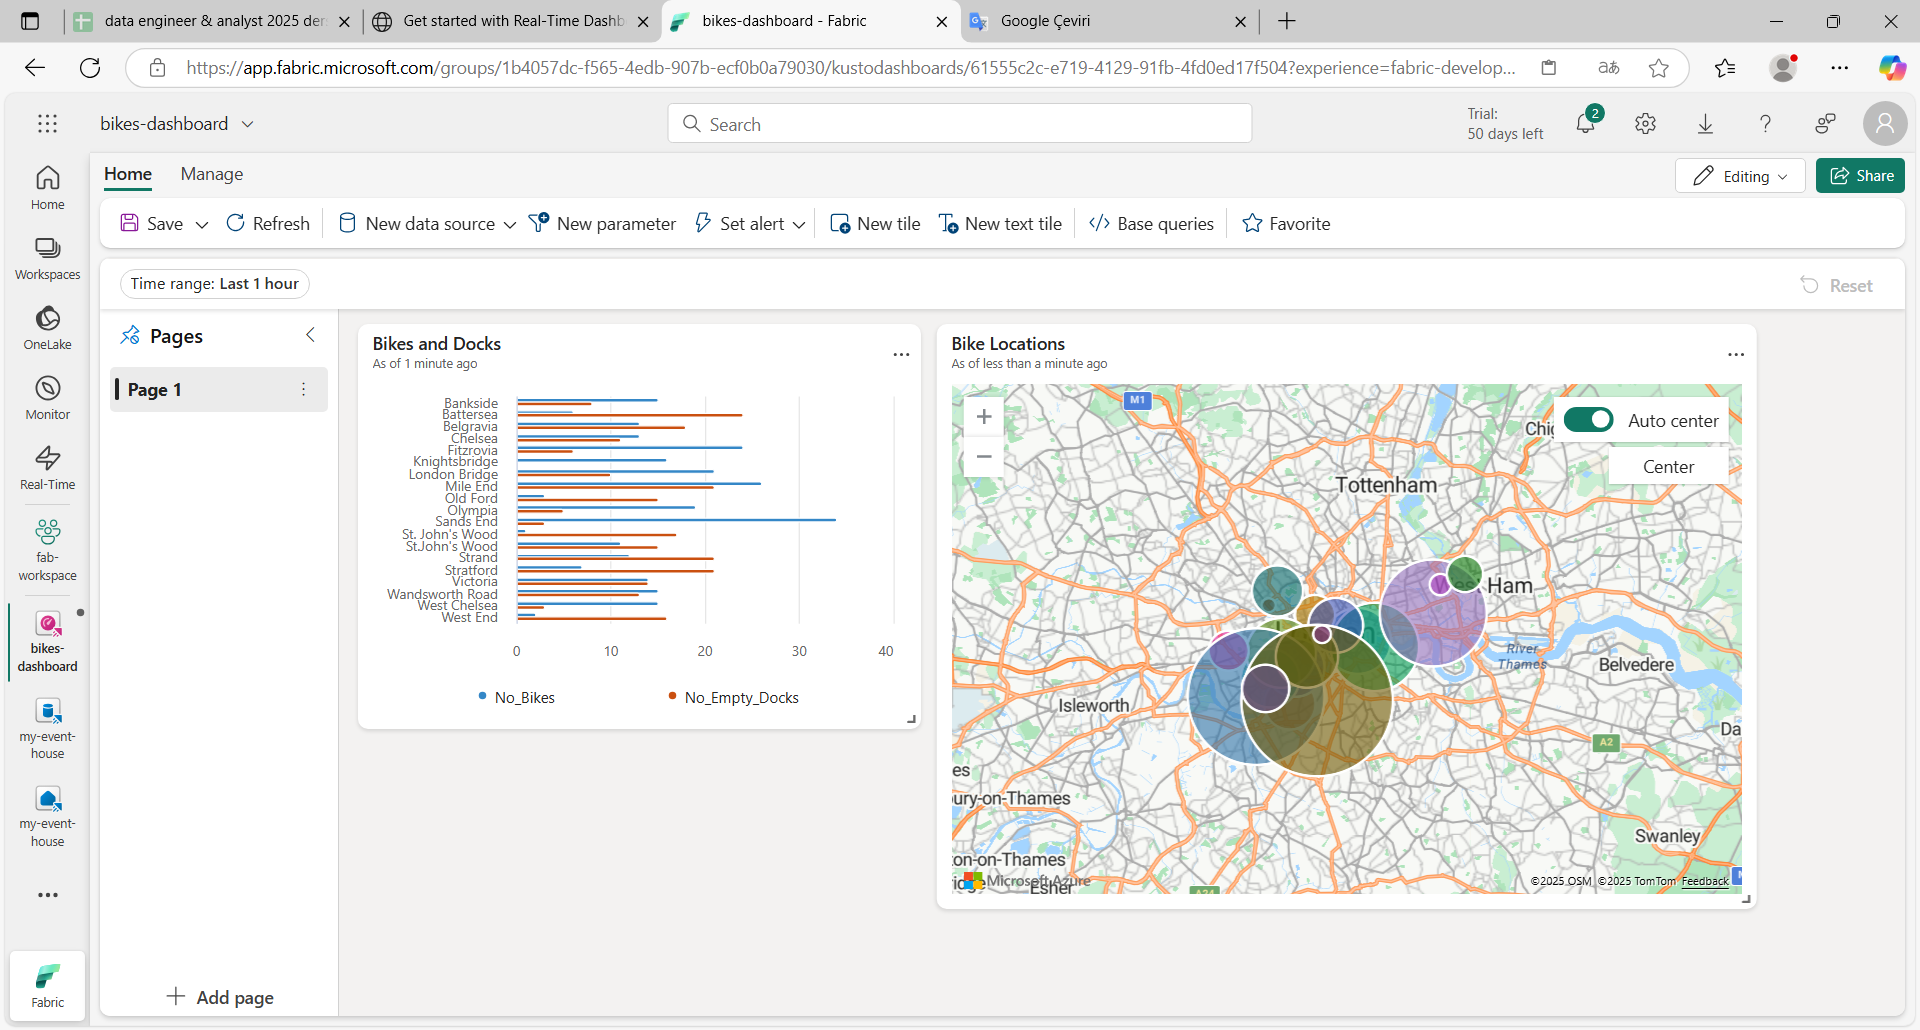 data engineer & analyst 2025 der
Get started with Real-Time Dashb
bikes-dashboard - Fabric
Google Çeviri
https://app.fabric.microsoft.com/groups/1b4057dc-f565-4edb-907b-ecf0b0a79030/kustodashboards/61555c2c-e719-4129-91fb-4fd0ed17f504?experience=fabric-develop...
bikes-dashboard
Search
Trial:
50 days left
2
Home
Manage
Editing
Share
Save
Refresh
New data source
New parameter
Set alert
New tile
New text tile
Base queries
Favorite
Time range: Last 1 hour
Reset
Home
Workspaces
OneLake
Monitor
Real-Time
fab-
workspace
bikes-
dashboard
my-event-
house
my-event-
house
Fabric
Pages
Page 1
Add page
Bikes and Docks
As of 1 minute ago
Bankside
Battersea
Belgravia
Chelsea
Fitzrovia
Knightsbridge
London Bridge
Mile End
Old Ford
Olympia
Sands End
St. John's Wood
StJohn's Wood
Strand
Stratford
Victoria
Wandsworth Road
West Chelsea
West End
0 10 20 30 40
No_Bikes
No_Empty_Docks
Bike Locations
As of less than a minute ago
M1
Auto center
Center
Chig
Tottenham
Ham
River
Thames
Belvedere
Isleworth
Da
A2
es
ury-on-Thames
Swanley
ton-on-Thames
Microsoft Azure
Esher
A24
©2025 OSM ©2025 TomTom Feedback